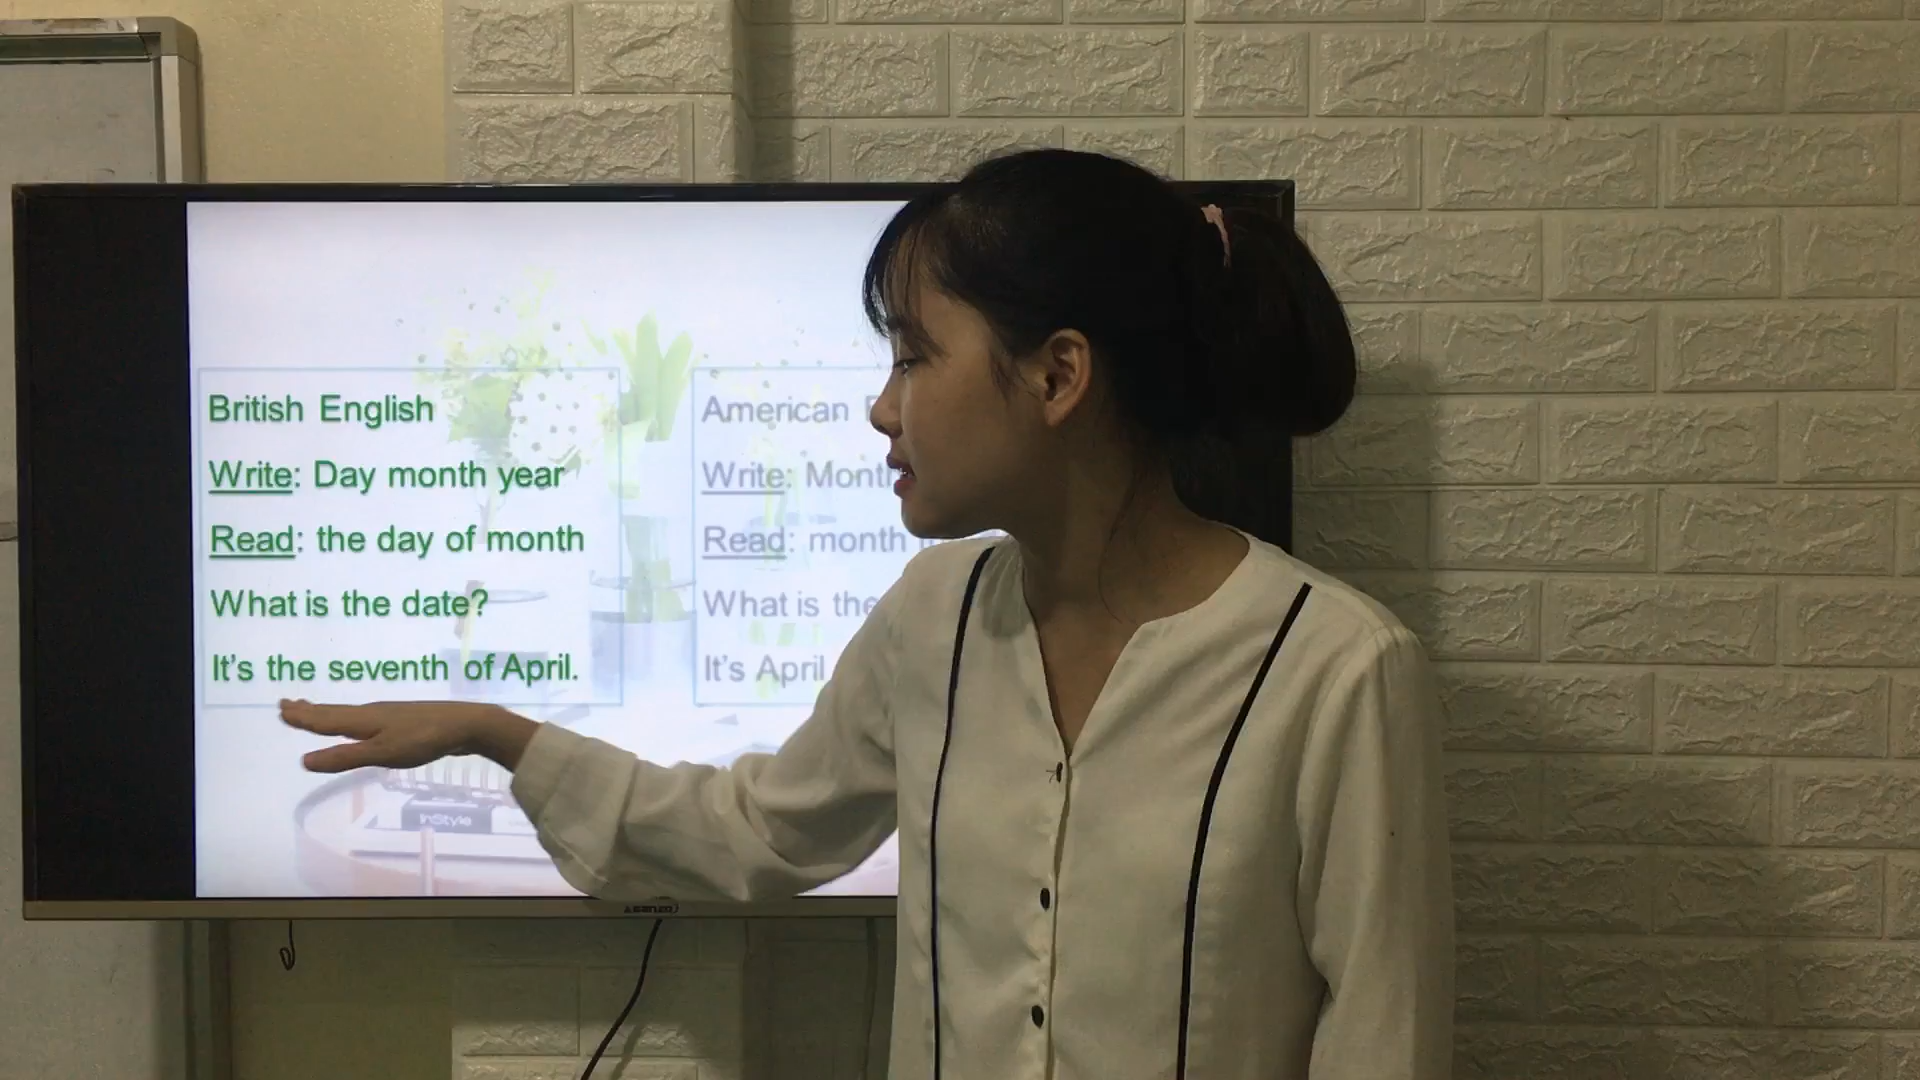 British English
Write: Day month year
Read: the day of month
What is the date?
It's the seventh of April.
American
Write: Month
Read: month
What is the
It's April
InStyle